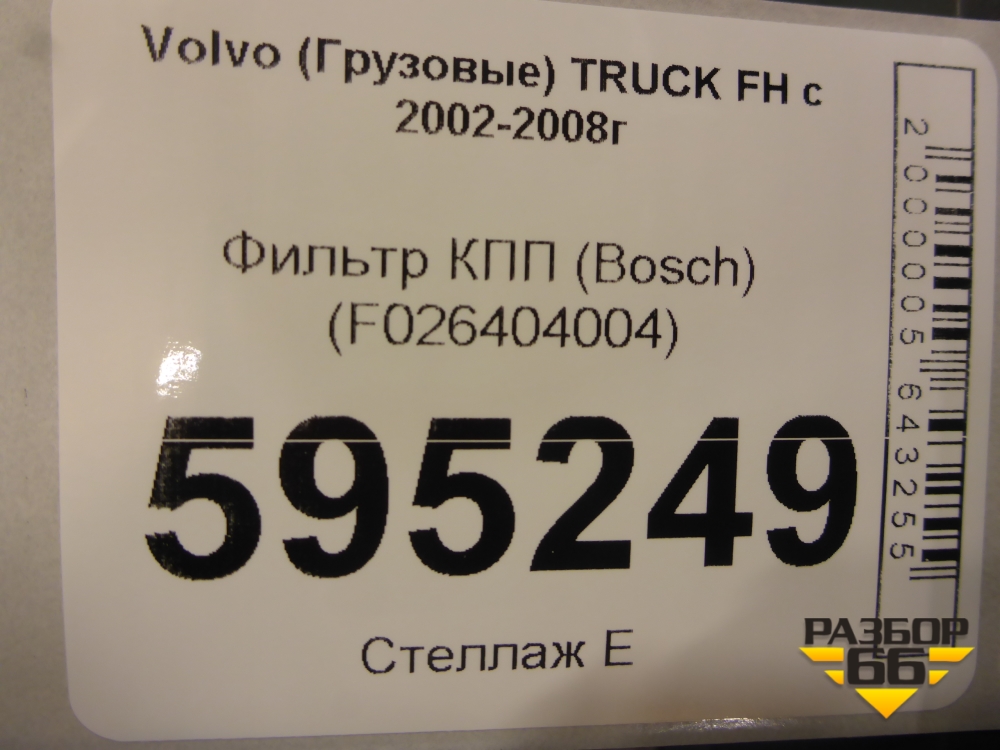 Volvo (Грузовые) TRUCK FH с
2002-2008г
Фильтр КПП (Bosch)
(F026404004)
595249
Стеллаж Е
2000005643255
РАЗБОР
66